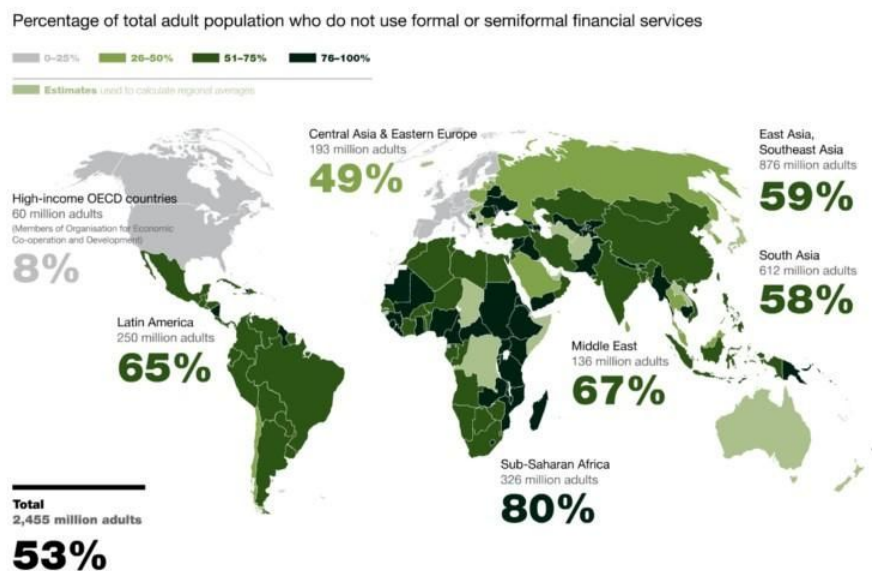 Percentage of total adult population who do not use formal or semiformal financial services
0–25% 26–50% 51–75% 76–100%
Estimates used to calculate regional averages
Central Asia & Eastern Europe
193 million adults
49%
East Asia,
Southeast Asia
876 million adults
59%
High-income OECD countries
60 million adults
(Members of Organisation for Economic
Co-operation and Development)
8%
South Asia
612 million adults
58%
Latin America
250 million adults
65%
Middle East
136 million adults
67%
Sub-Saharan Africa
326 million adults
80%
Total
2,455 million adults
53%